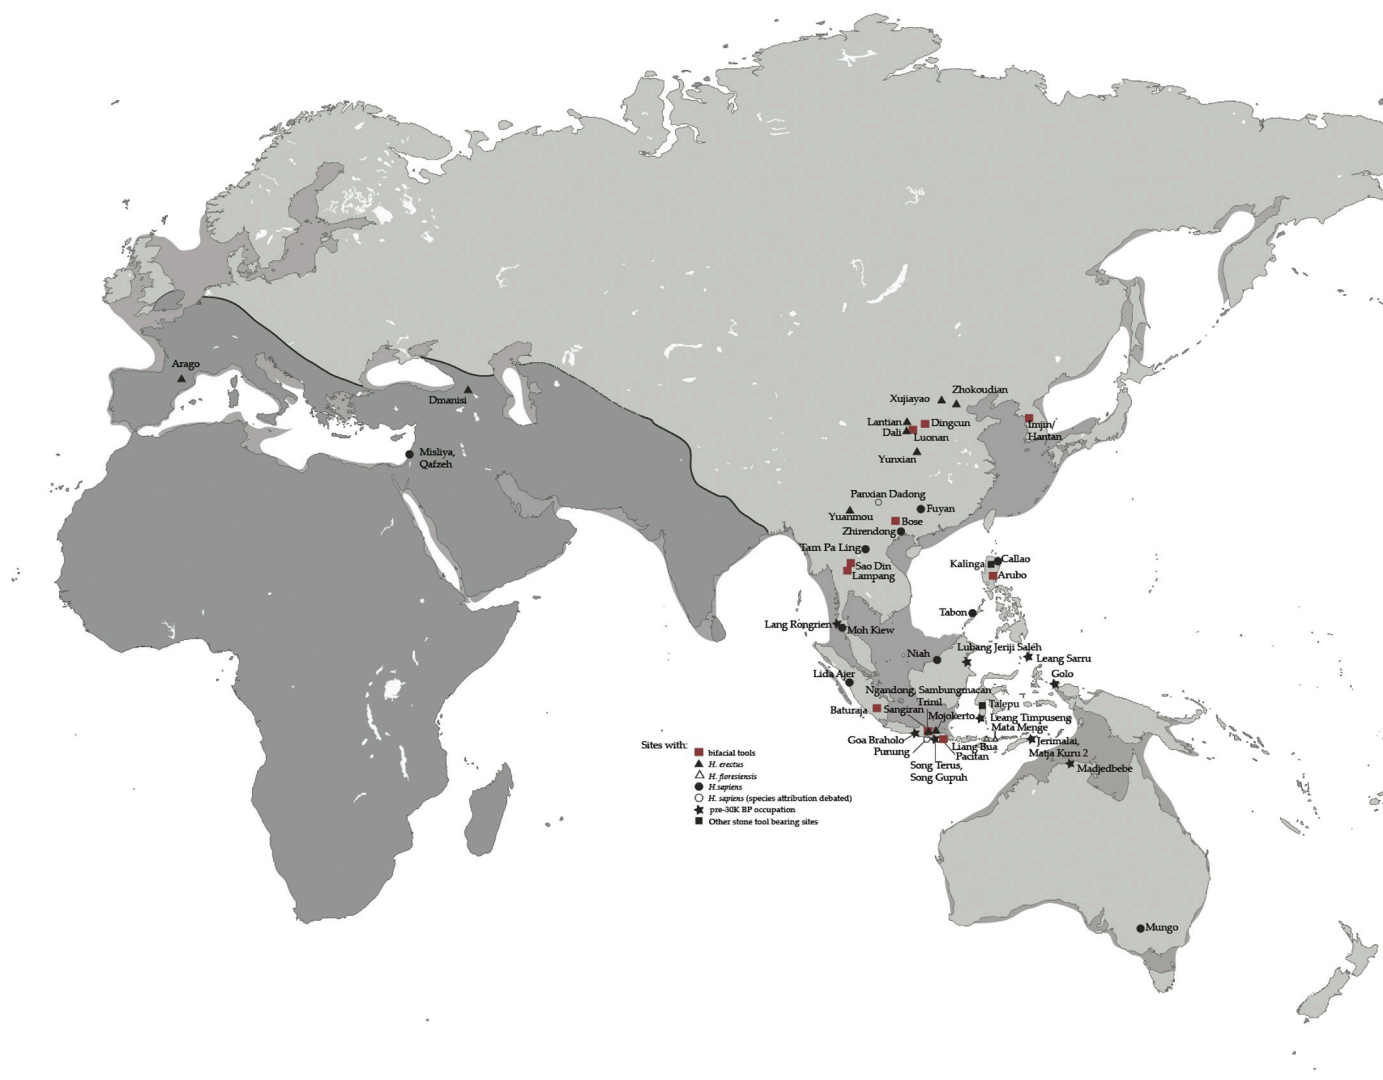 Arago
Dmanisi
Misliya,
Qafzeh
Zhokoudian
Xujiayao
Lantian
Dingcun
Dali
Luonan
Imjin/
Hantan
Yunxian
Panxian Dadong
Yuanmou
Fuyan
Bose
Zhirendong
Tam Pa Ling
Sao Din
Lampang
Kalinga
Callao
Arubo
Tabon
Lang Rongrien
Moh Kiew
Niah
Lubang Jeriji Saléh
Leang Sarru
Golo
Lida Ajer
Ngandong, Sambungmacan
Trinil
Baturaja
Sangiran
Mojokerto
Talepu
Leang Timpuseng
Mata Menge
Goa Braholo
Punung
Liang Bua
Pacitan
Song Terus,
Song Gupuh
Jerimalai,
Matja Kuru 2
Madjedbebe
Mungo
Sites with:
bifacial tools
H. erectus
H. floresiensis
H.sapiens
H. sapiens (species attribution debated)
pre-30K BP occupation
Other stone tool bearing sites